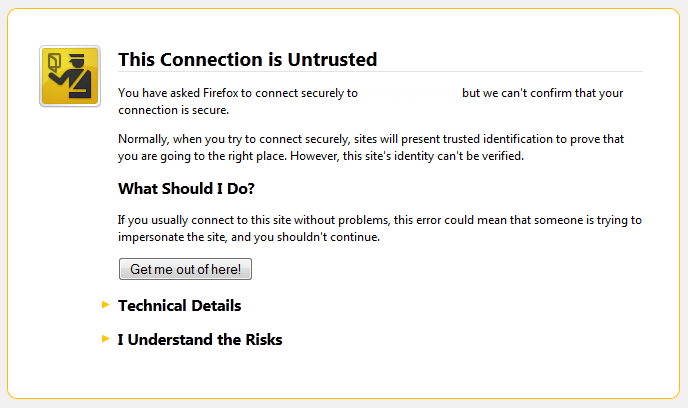 This Connection is Untrusted
You have asked Firefox to connect securely to but we can't confirm that your
connection is secure.
Normally, when you try to connect securely, sites will present trusted identification to prove that
you are going to the right place. However, this site's identity can't be verified.
What Should I Do?
If you usually connect to this site without problems, this error could mean that someone is trying to
impersonate the site, and you shouldn't continue.
Get me out of here!
Technical Details
I Understand the Risks